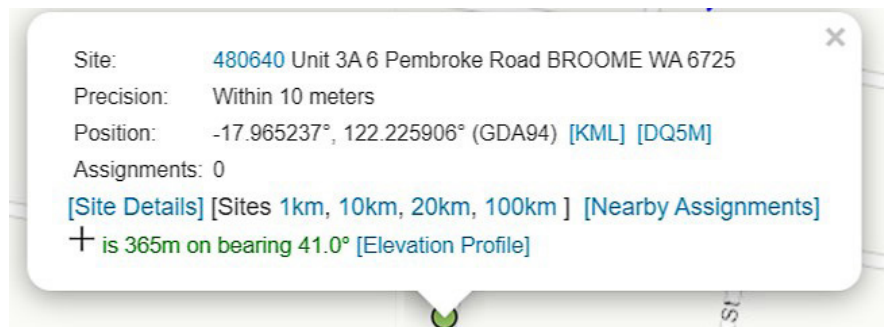 ×
Site: 480640 Unit 3A 6 Pembroke Road BROOME WA 6725
Precision: Within 10 meters
Position: -17.965237°, 122.225906° (GDA94) [KML] [DQ5M]
Assignments: 0
[Site Details] [Sites 1km, 10km, 20km, 100km ] [Nearby Assignments]
+ is 365m on bearing 41.0° [Elevation Profile]
St